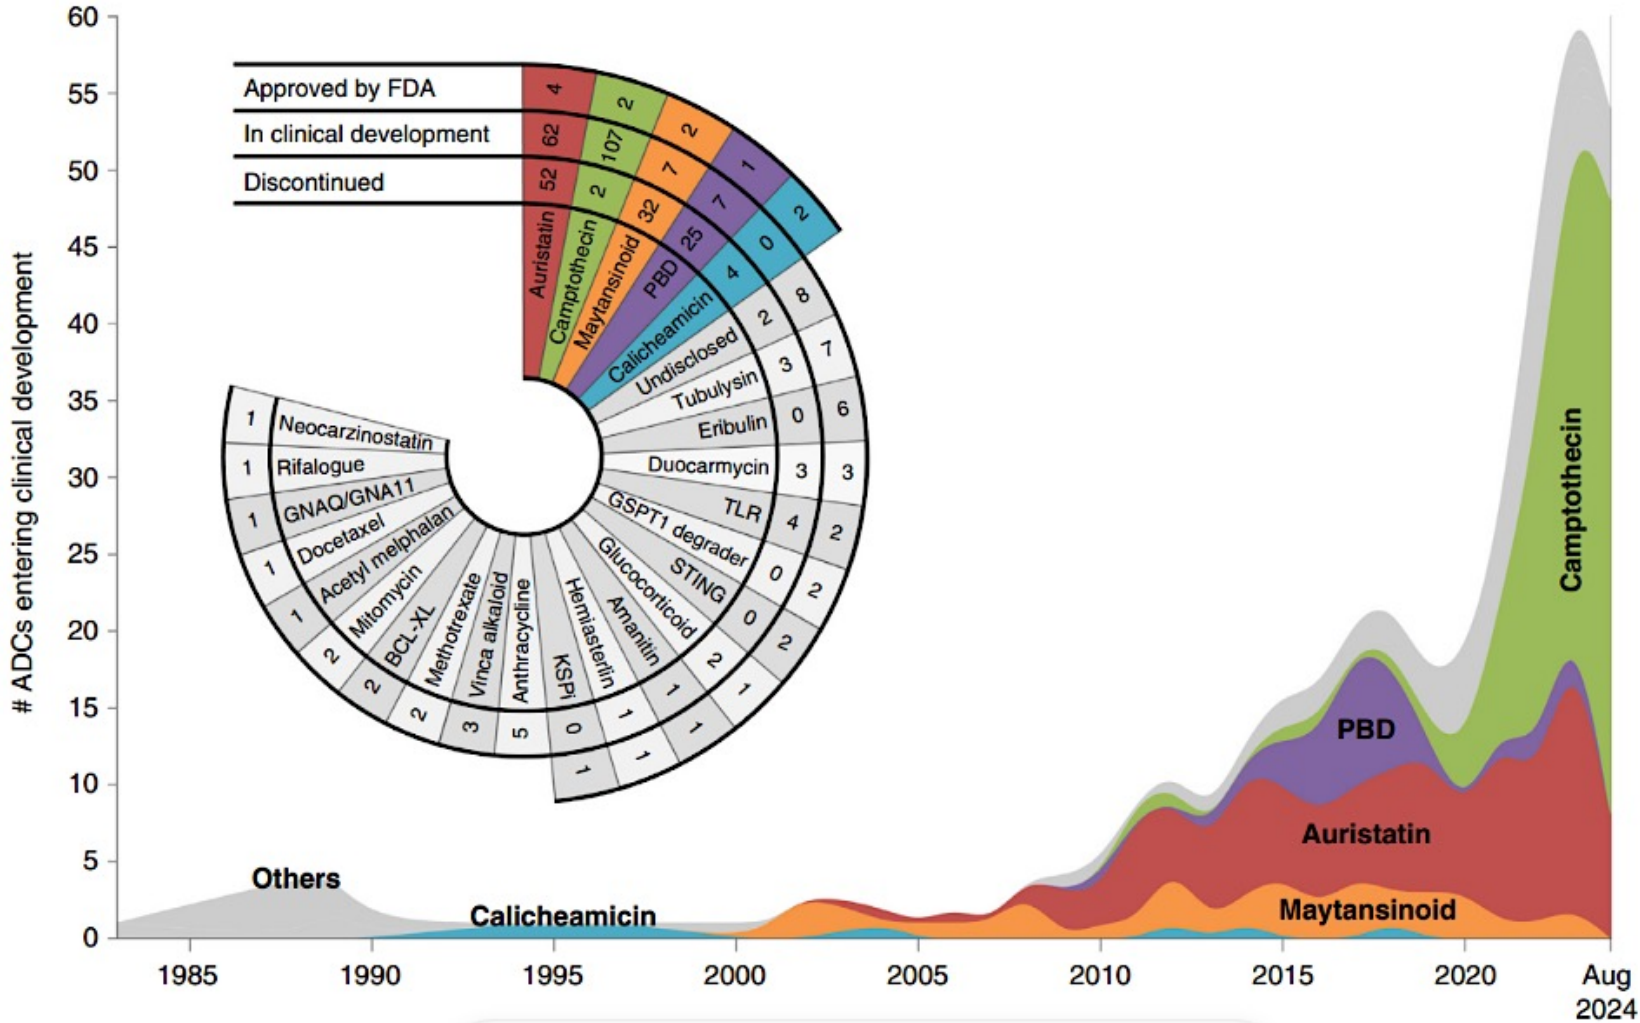 60
55
50
45
40
35
30
25
20
15
10
5
0
# ADCs entering clinical development
Approved by FDA
In clinical development
Discontinued
4
62
52
Auristatin
2
107
2
Camptothecin
2
7
32
Maytansinoid
1
7
25
PBD
2
0
4
Calicheamicin
8
2
Undisclosed
7
3
Tubulysin
6
0
Eribulin
3
3
Duocarmycin
2
4
TLR
2
0
GSPT1 degrader
2
0
STING
1
2
Glucocorticoid
1
1
Amanitin
1
1
Hemiasterlin
1
0
KSPi
5
Anthracycline
3
Vinca alkaloid
2
Methotrexate
2
BCL-XL
2
Mitomycin
1
Acetyl melphalan
1
Docetaxel
1
GNAQ/GNA11
1
Rifalogue
1
Neocarzinostatin
Others
Calicheamicin
Camptothecin
PBD
Auristatin
Maytansinoid
1985
1990
1995
2000
2005
2010
2015
2020
Aug
2024